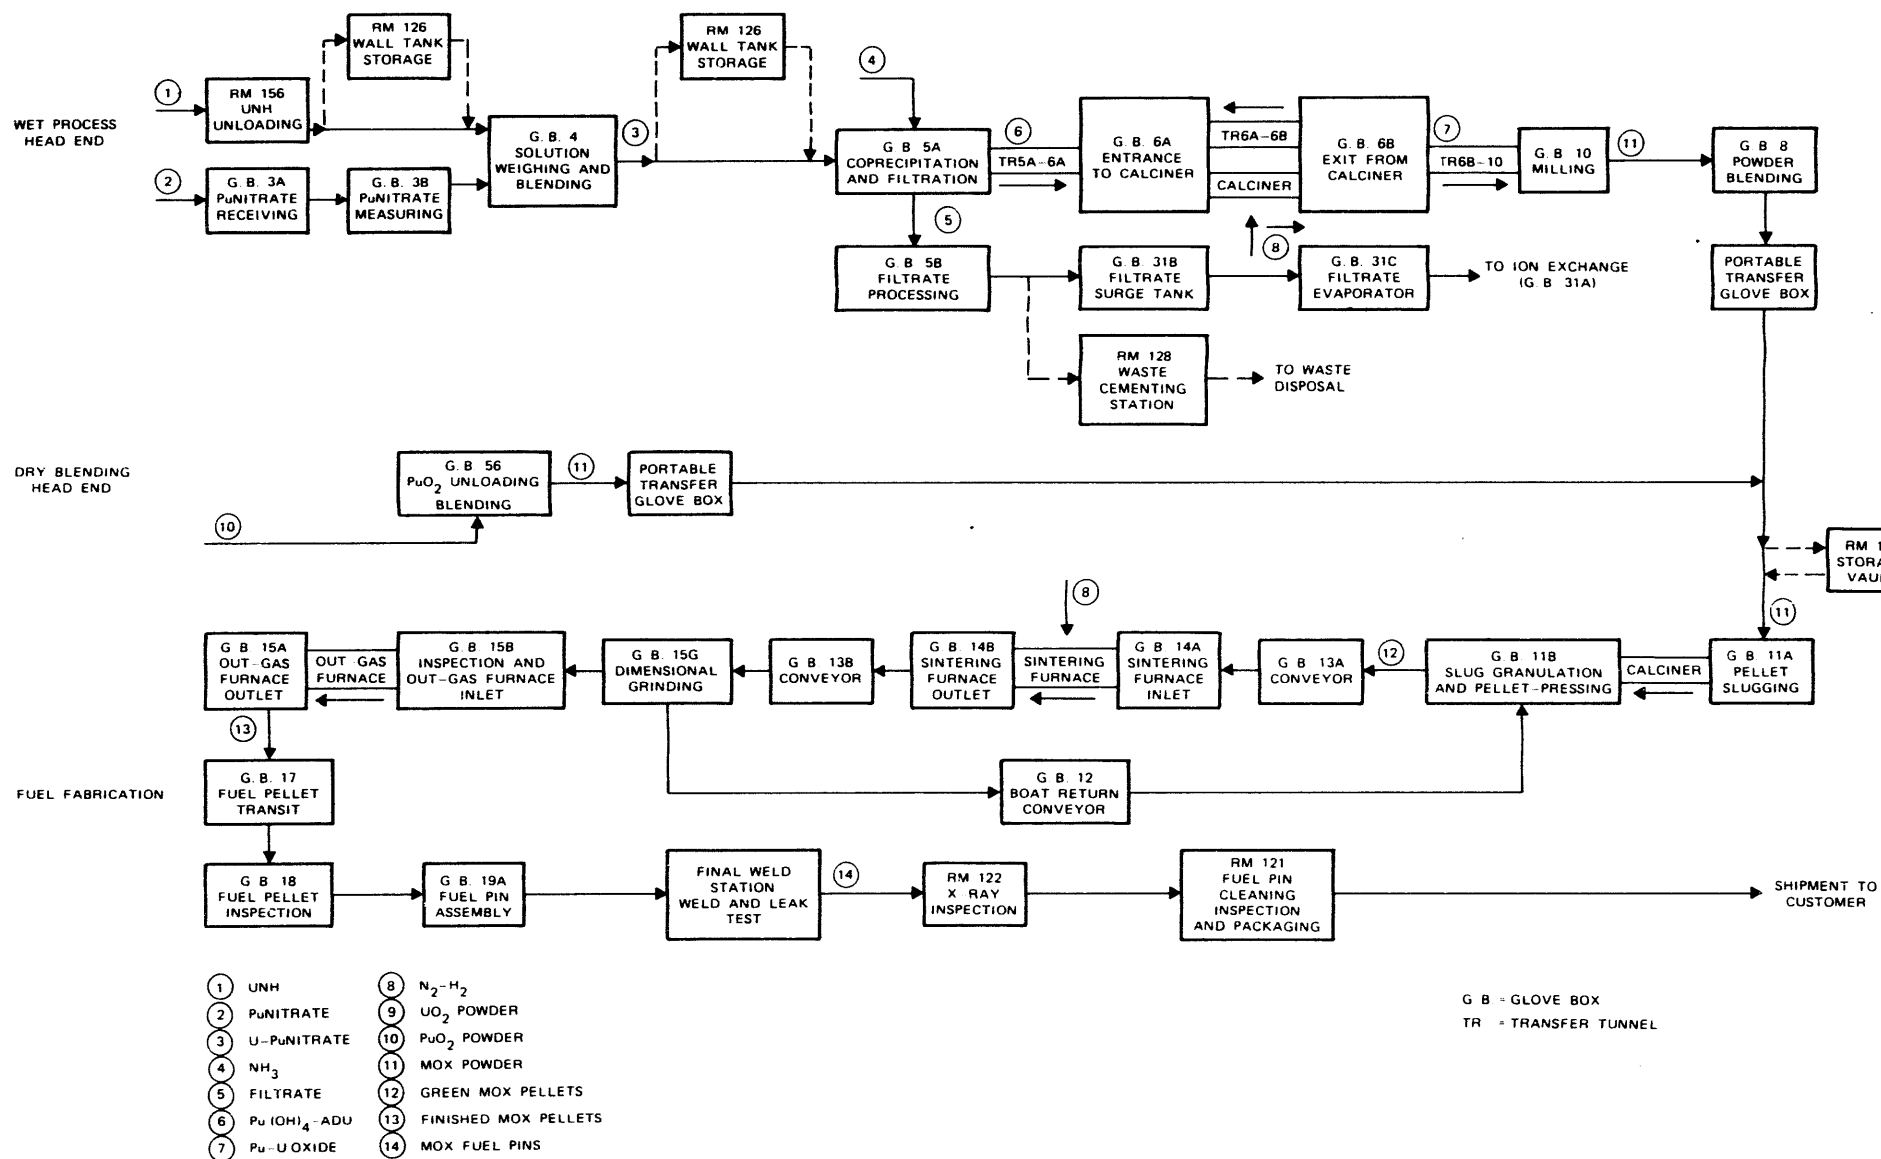 WET PROCESS
HEAD END
1
RM 156
UNH
UNLOADING
RM 126
WALL TANK
STORAGE
2
G. B. 3A
PuNITRATE
RECEIVING
G. B. 3B
PuNITRATE
MEASURING
G. B. 4
SOLUTION
WEIGHING AND
BLENDING
3
RM 126
WALL TANK
STORAGE
4
G B 5A
COPRECIPITATION
AND FILTRATION
6
TR5A-6A
G. B. 6A
ENTRANCE
TO CALCINER
TR6A-6B
CALCINER
G. B. 6B
EXIT FROM
CALCINER
7
TR6B-10
G. B 10
MILLING
11
G B 8
POWDER
BLENDING
5
G. B 5B
FILTRATE
PROCESSING
G. B. 31B
FILTRATE
SURGE TANK
8
G. B. 31C
FILTRATE
EVAPORATOR
TO ION EXCHANGE
(G. B 31A)
PORTABLE
TRANSFER
GLOVE BOX
RM 128
WASTE
CEMENTING
STATION
TO WASTE
DISPOSAL
DRY BLENDING
HEAD END
10
G. B 56
PuO2 UNLOADING
BLENDING
11
PORTABLE
TRANSFER
GLOVE BOX
RM 1
STORA
VAU
11
G B. 11A
PELLET
SLUGGING
CALCINER
G B. 11B
SLUG GRANULATION
AND PELLET-PRESSING
12
G B 13A
CONVEYOR
G B. 14A
SINTERING
FURNACE
INLET
8
SINTERING
FURNACE
G B. 14B
SINTERING
FURNACE
OUTLET
G B 13B
CONVEYOR
G B. 15G
DIMENSIONAL
GRINDING
G B. 15B
INSPECTION AND
OUT-GAS FURNACE
INLET
OUT-GAS
FURNACE
G B 15A
OUT-GAS
FURNACE
OUTLET
13
FUEL FABRICATION
G. B. 17
FUEL PELLET
TRANSIT
G B. 12
BOAT RETURN
CONVEYOR
G B 18
FUEL PELLET
INSPECTION
G B. 19A
FUEL PIN
ASSEMBLY
FINAL WELD
STATION
WELD AND LEAK
TEST
14
RM 122
X RAY
INSPECTION
RM 121
FUEL PIN
CLEANING
INSPECTION
AND PACKAGING
SHIPMENT TO
CUSTOMER
1 UNH
2 PuNITRATE
3 U-PuNITRATE
4 NH3
5 FILTRATE
6 Pu (OH)4-ADU
7 Pu-U OXIDE
8 N2-H2
9 UO2 POWDER
10 PuO2 POWDER
11 MOX POWDER
12 GREEN MOX PELLETS
13 FINISHED MOX PELLETS
14 MOX FUEL PINS
G B = GLOVE BOX
TR = TRANSFER TUNNEL